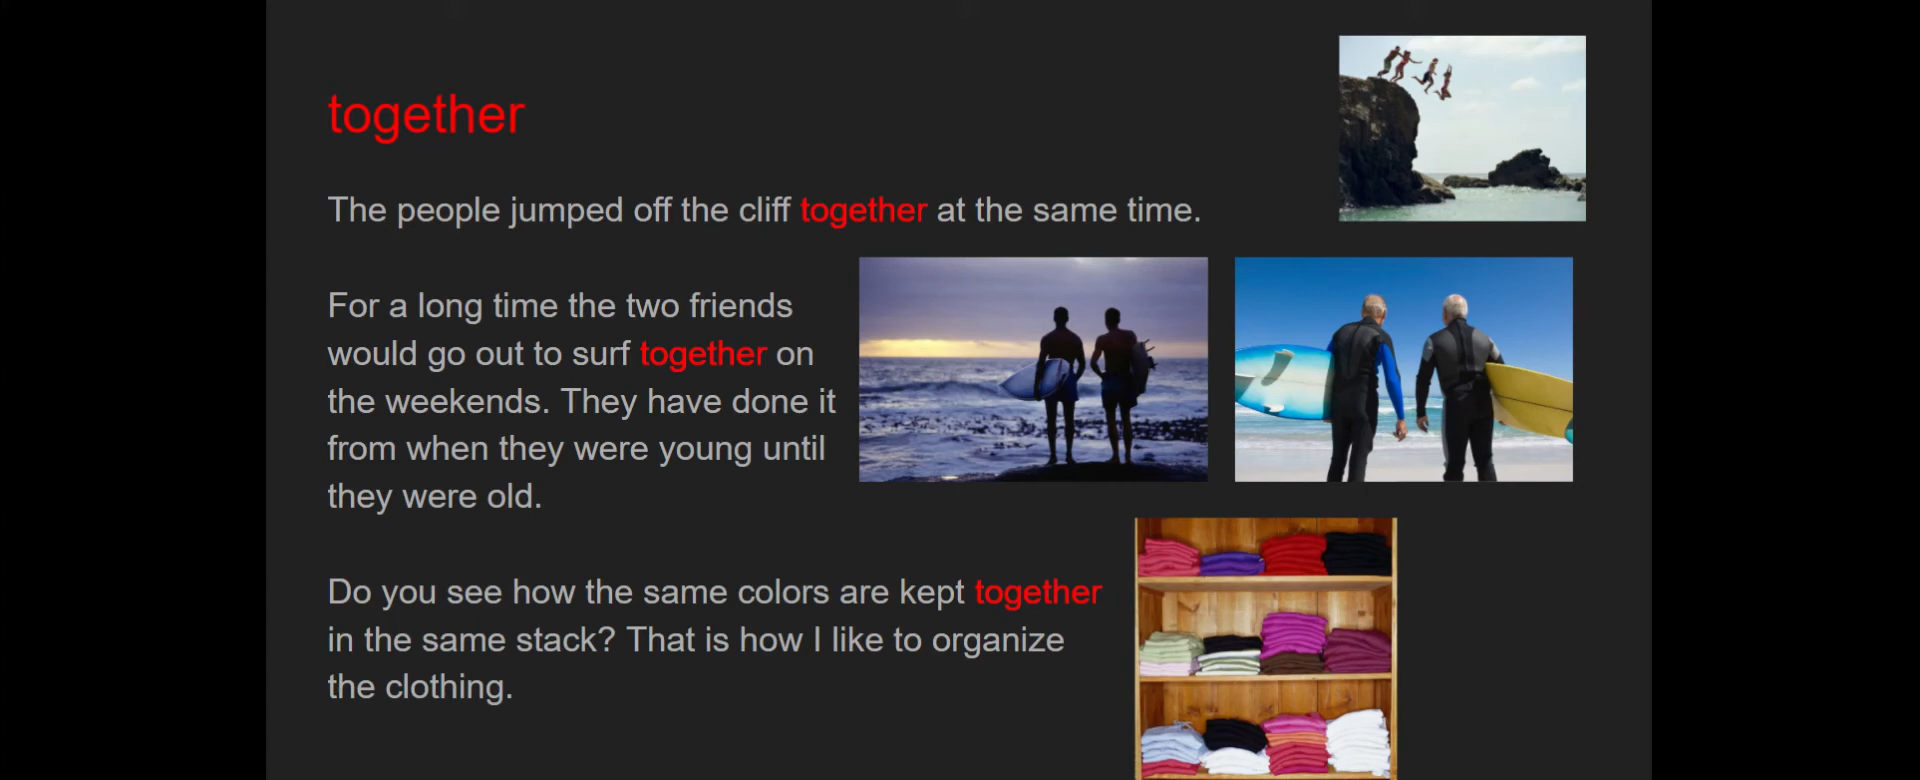 together
The people jumped off the cliff together at the same time.
For a long time the two friends
would go out to surf together on
the weekends. They have done it
from when they were young until
they were old.
Do you see how the same colors are kept together
in the same stack? That is how I like to organize
the clothing.